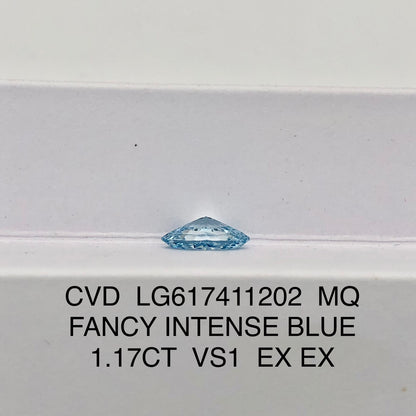 CVD LG617411202 MQ
FANCY INTENSE BLUE
1.17CT VS1 EX EX